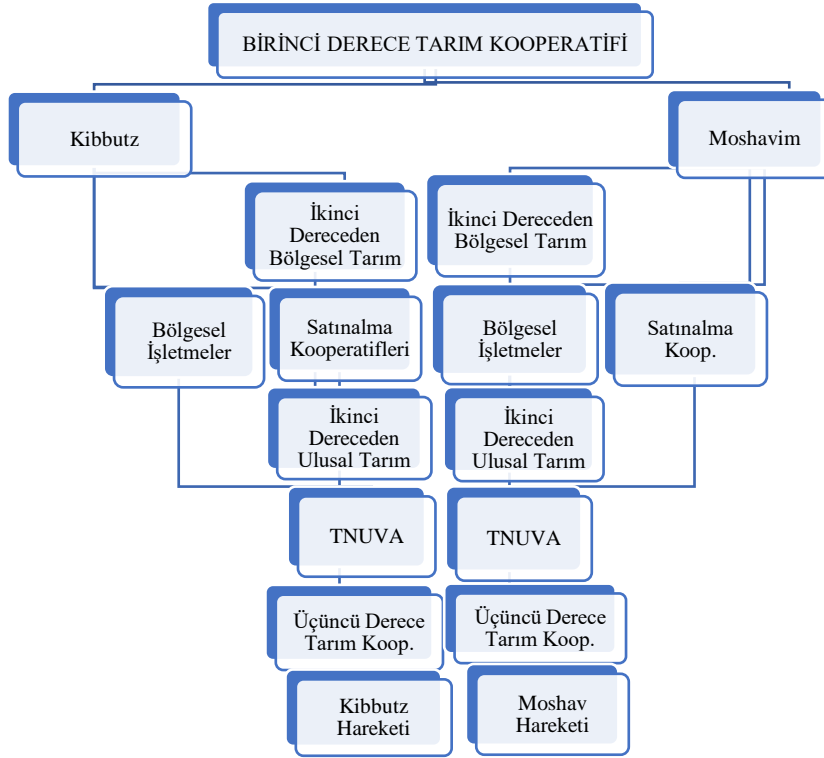 BİRİNCİ DERECE TARIM KOOPERATİFİ
Kibbutz
Moshavim
İkinci
Dereceden
Bölgesel Tarım
İkinci Dereceden
Bölgesel Tarım
Bölgesel
İşletmeler
Satınalma
Kooperatifleri
Bölgesel
İşletmeler
Satınalma
Koop.
İkinci
Dereceden
Ulusal Tarım
İkinci
Dereceden
Ulusal Tarım
TNUVA
TNUVA
Üçüncü Derece
Tarım Koop.
Üçüncü Derece
Tarım Koop.
Kibbutz
Hareketi
Moshav
Hareketi